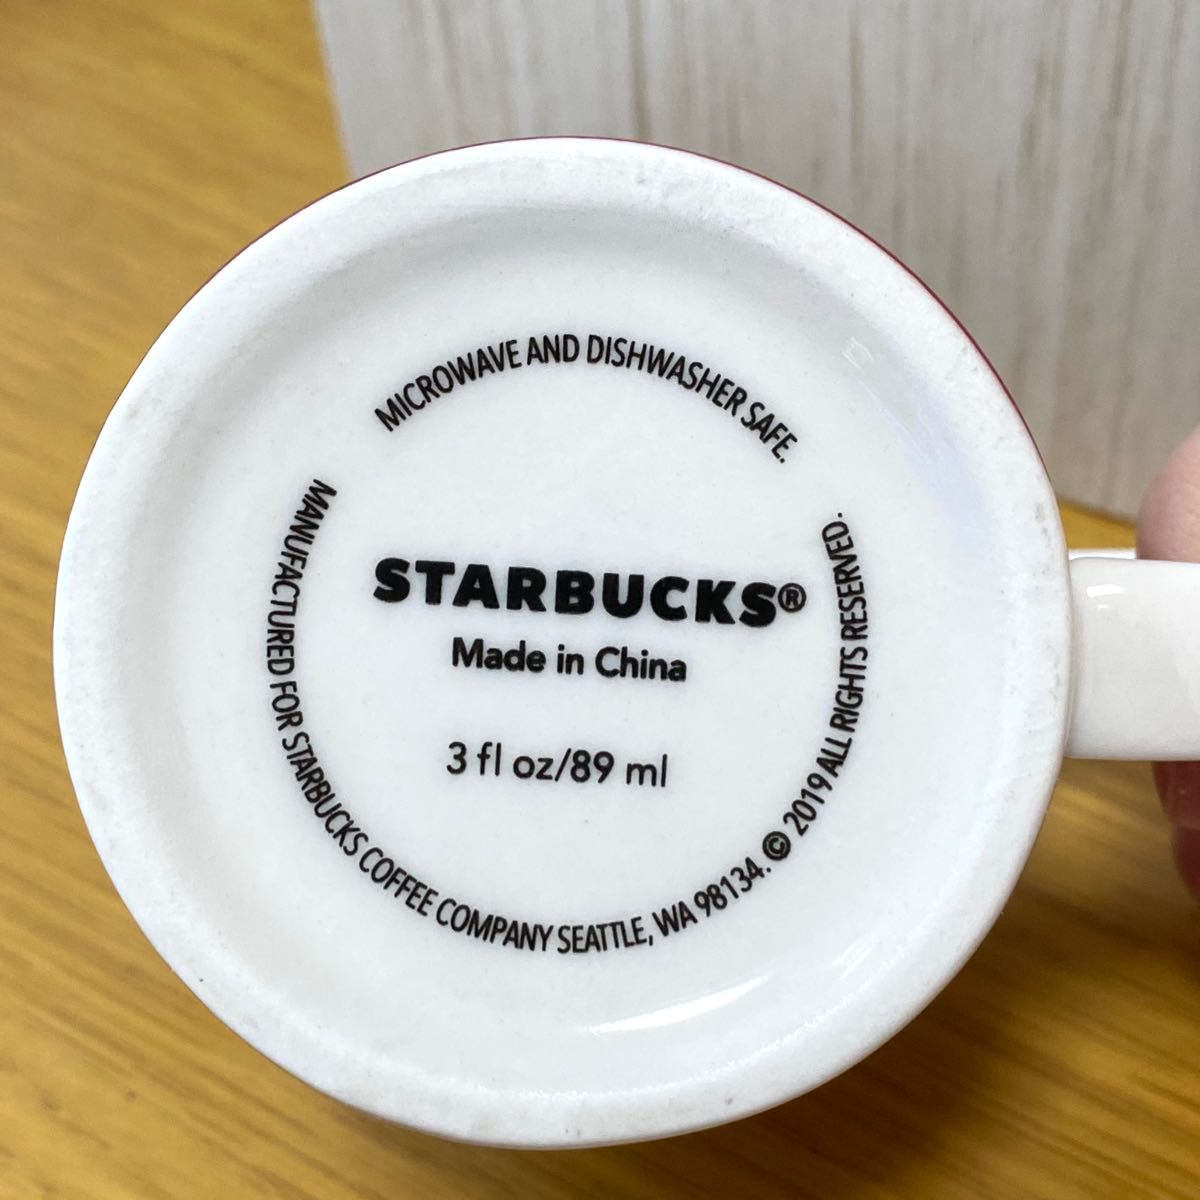 MICROWAVE AND DISHWASHER SAFE.
STARBUCKS®
Made in China
3 fl oz/89 ml
MANUFACTURED FOR STARBUCKS COFFEE COMPANY SEATTLE, WA 98134. © 2019 ALL RIGHTS RESERVED.